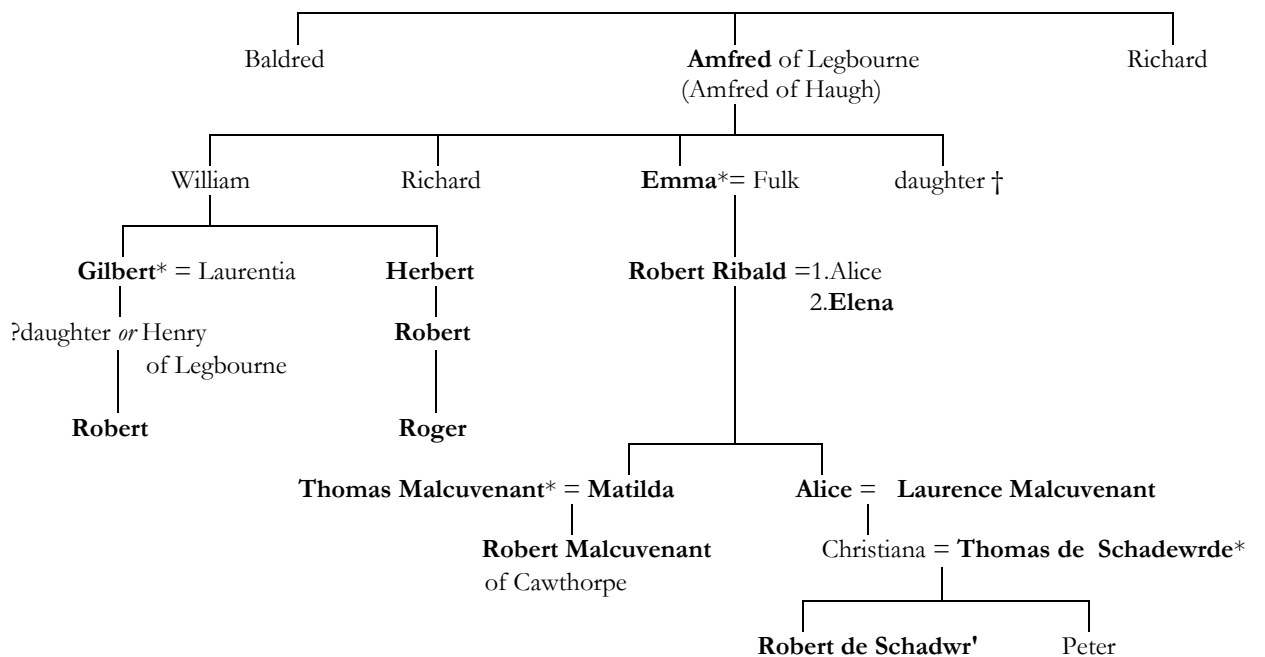 Baldred Amfred of Legbourne Richard
(Amfred of Haugh)
William Richard Emma*= Fulk daughter †
Gilbert* = Laurentia Herbert Robert Ribald =1.Alice
2.Elena
?daughter or Henry Robert
of Legbourne
Robert Roger
Thomas Malcuvenant* = Matilda Alice = Laurence Malcuvenant
Robert Malcuvenant Christiana = Thomas de Schadewrde*
of Cawthorpe
Robert de Schadwr' Peter